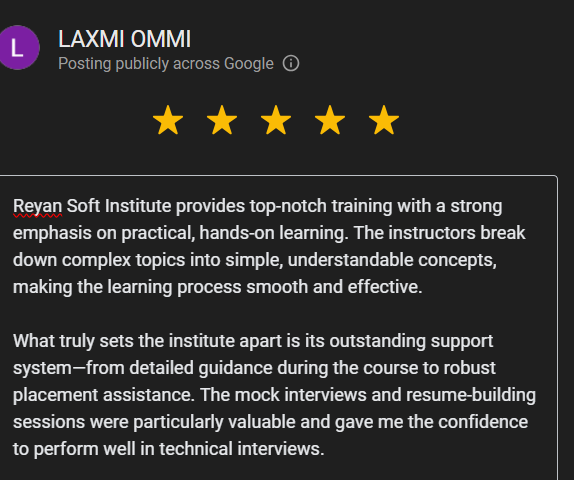 L
LAXMI OMMI
Posting publicly across Google
Reyan Soft Institute provides top-notch training with a strong
emphasis on practical, hands-on learning. The instructors break
down complex topics into simple, understandable concepts,
making the learning process smooth and effective.
What truly sets the institute apart is its outstanding support
system—from detailed guidance during the course to robust
placement assistance. The mock interviews and resume-building
sessions were particularly valuable and gave me the confidence
to perform well in technical interviews.